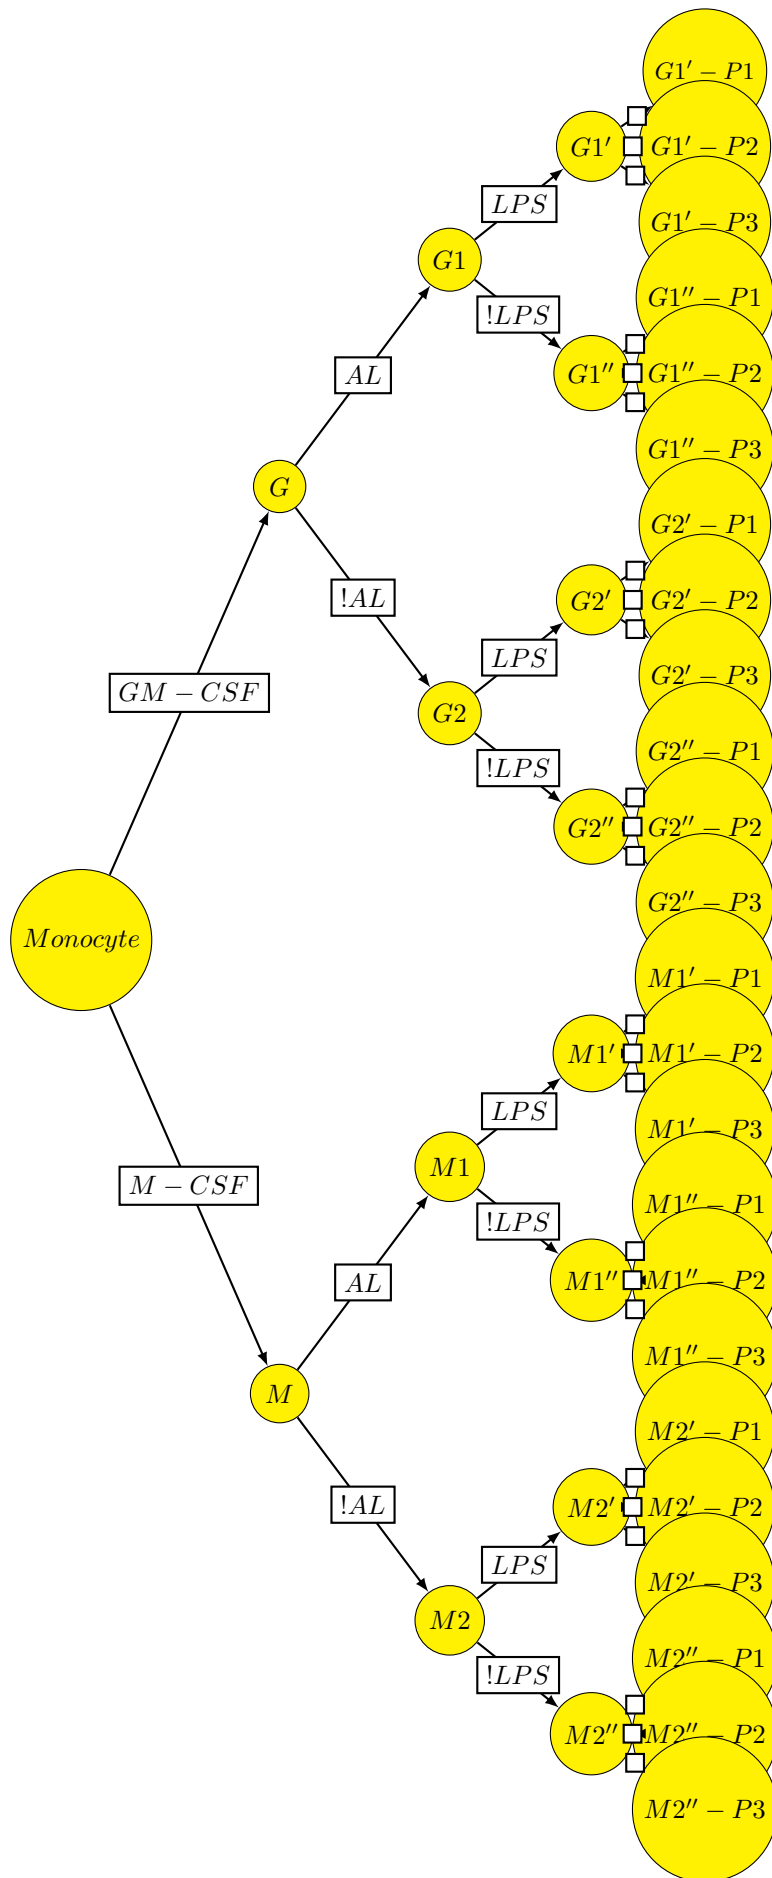 G1′ − P1
G1′
G1′ − P2
LPS
G1′ − P3
G1
G1′′ − P1
!LPS
AL
G1′′
G1′′ − P2
G1′′ − P3
G
G2′ − P1
!AL
G2′
G2′ − P2
LPS
G2′ − P3
GM − CSF
G2
G2′′ − P1
!LPS
G2′′
G2′′ − P2
G2′′ − P3
Monocyte
M1′ − P1
M1′
M1′ − P2
LPS
M1′ − P3
M1
M − CSF
M1′′ − P1
!LPS
AL
M1′′
M1′′ − P2
M1′′ − P3
M
M2′ − P1
!AL
M2′
M2′ − P2
LPS
M2′ − P3
M2
M2′′ − P1
!LPS
M2′′
M2′′ − P2
M2′′ − P3